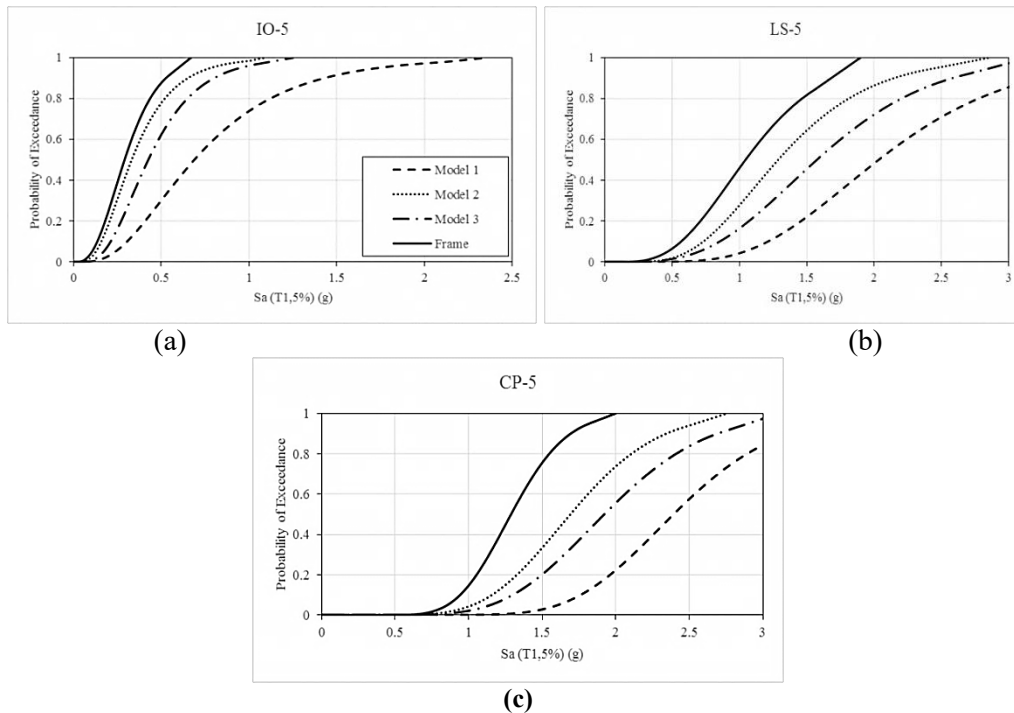 IO-5
Probability of Exceedance
1
0.8
0.6
0.4
0.2
0
0 0.5 1 1.5 2 2.5
Sa (T1,5%) (g)
Model 1
Model 2
Model 3
Frame
(a)
LS-5
Probability of Exceedance
1
0.8
0.6
0.4
0.2
0
0 0.5 1 1.5 2 2.5 3
Sa (T1,5%) (g)
(b)
CP-5
Probability of Exceedance
1
0.8
0.6
0.4
0.2
0
0 0.5 1 1.5 2 2.5 3
Sa (T1,5%) (g)
(c)